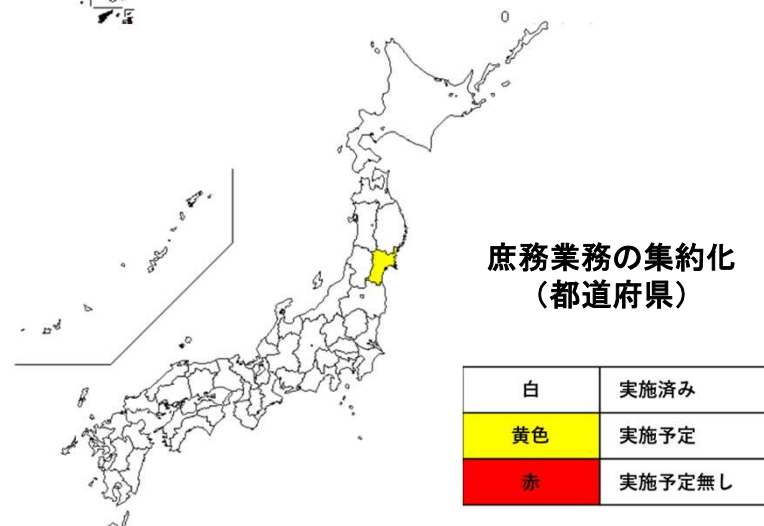 庶務業務の集約化
（都道府県）
白 実施済み
黄色 実施予定
赤 実施予定無し